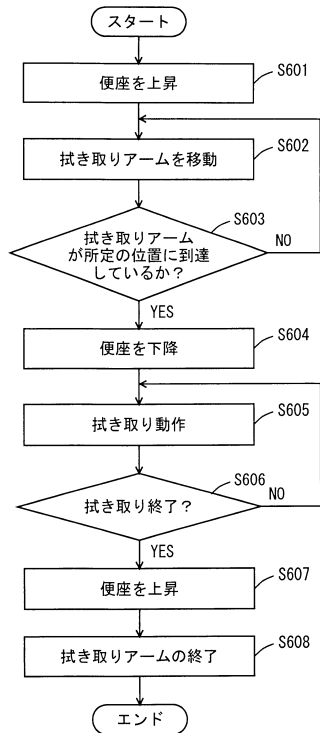 スタート
便座を上昇
S601
拭き取りアームを移動
S602
拭き取りアーム
が所定の位置に到達
しているか？
S603
NO
YES
便座を下降
S604
拭き取り動作
S605
拭き取り終了？
S606
NO
YES
便座を上昇
S607
拭き取りアームの終了
S608
エンド